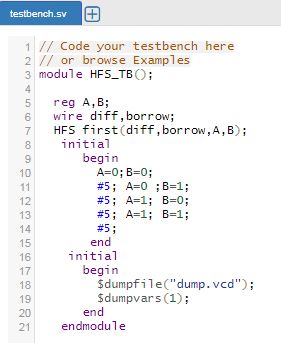 testbench.sv
1 // Code your testbench here
2 // or browse Examples
3 module HFS_TB();
4
5 reg A,B;
6 wire diff,borrow;
7 HFS first(diff,borrow,A,B);
8 initial
9 begin
10 A=0;B=0;
11 #5; A=0 ;B=1;
12 #5; A=1; B=0;
13 #5; A=1; B=1;
14 #5;
15 end
16 initial
17 begin
18 $dumpfile("dump.vcd");
19 $dumpvars(1);
20 end
21 endmodule